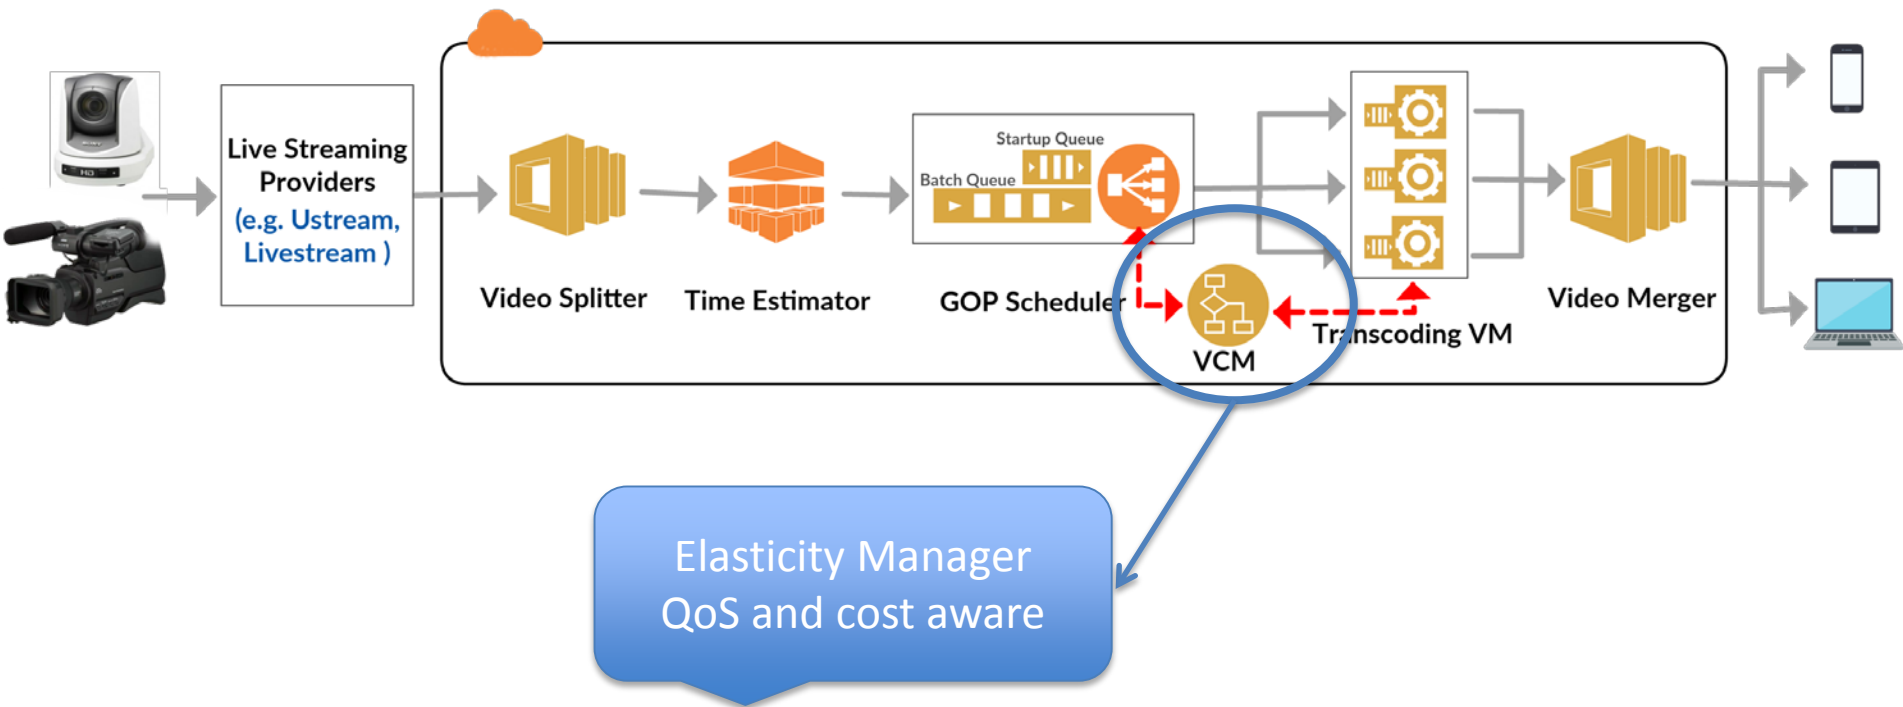 Live Streaming
Providers
(e.g. Ustream,
Livestream )
Video Splitter
Time Estimator
Startup Queue
Batch Queue
GOP Scheduler
VCM
Transcoding VM
Video Merger
Elasticity Manager
QoS and cost aware